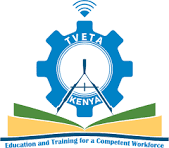 TVETA
KENYA
Education and Training for a Competent Workforce